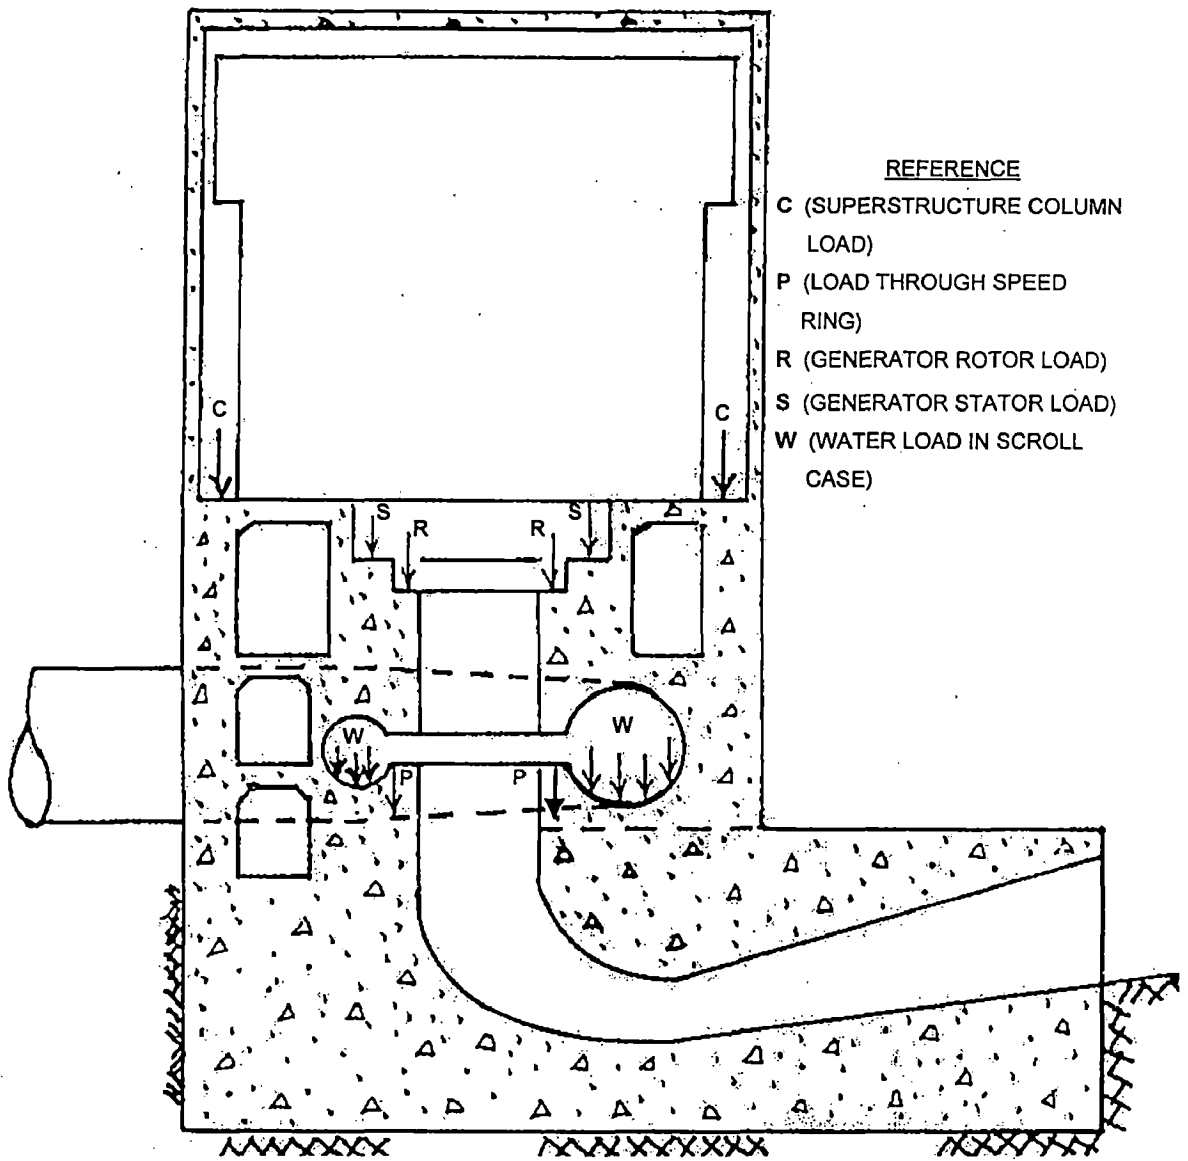 REFERENCE
C (SUPERSTRUCTURE COLUMN
LOAD)
P (LOAD THROUGH SPEED
RING)
R (GENERATOR ROTOR LOAD)
S (GENERATOR STATOR LOAD)
W (WATER LOAD IN SCROLL
CASE)
C
C
S
R
R
S
W
W
P
P